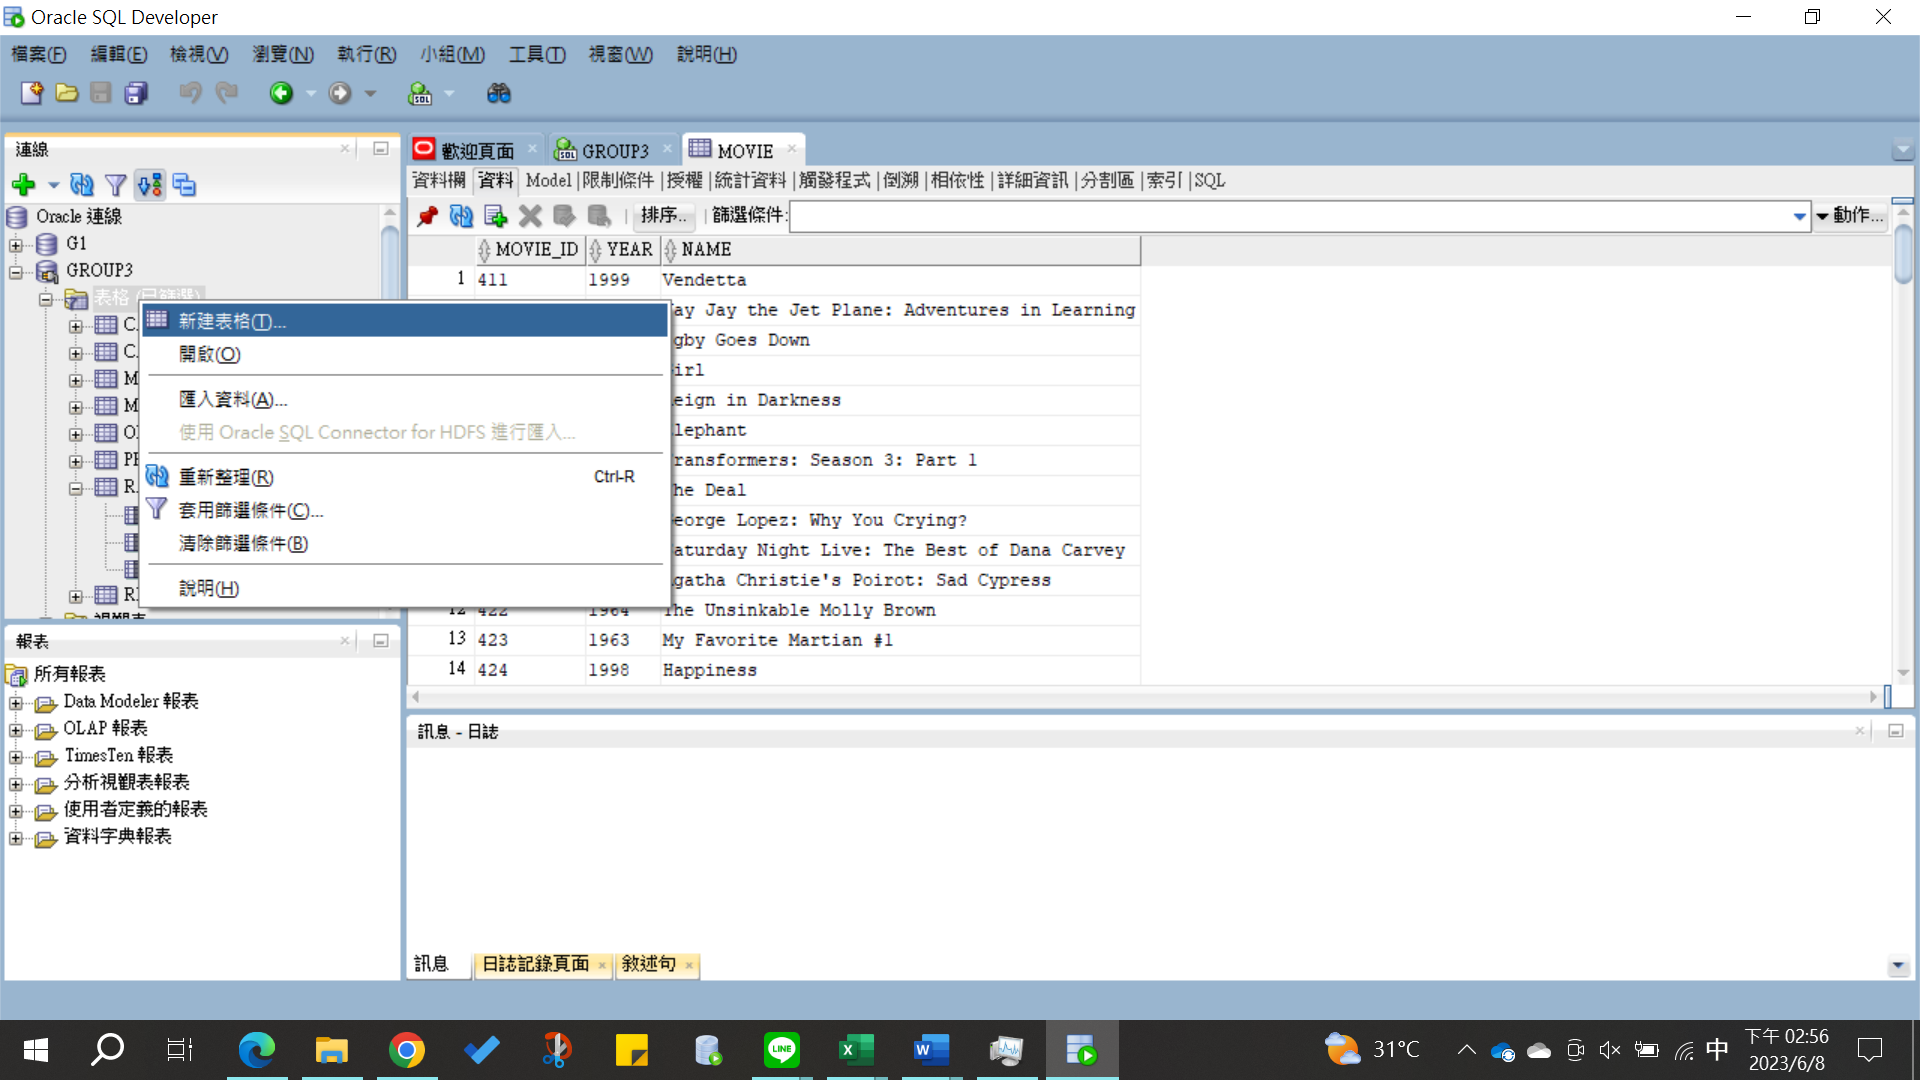 Oracle SQL Developer
檔案(F) 編輯(E) 檢視(V) 瀏覽(N) 執行(R) 小組(M) 工具(T) 視窗(W) 說明(H)
連線
Oracle 連線
G1
GROUP3
表格 (已篩選)
新建表格(T)...
開啟(O)
匯入資料(A)...
使用 Oracle SQL Connector for HDFS 進行匯入...
重新整理(R) Ctrl-R
套用篩選條件(C)...
清除篩選條件(B)
說明(H)
報表
所有報表
Data Modeler 報表
OLAP 報表
TimesTen 報表
分析視觀表報表
使用者定義的報表
資料字典報表
歡迎頁面 GROUP3 MOVIE
資料欄 資料 Model |限制條件 |授權 |統計資料 |觸發程式 |倒溯 |相依性 |詳細資訊 |分割區 |索引 |SQL
排序.. 篩選條件: 動作...
MOVIE_ID YEAR NAME
1 411 1999 Vendetta
ay Jay the Jet Plane: Adventures in Learning
gby Goes Down
irl
eign in Darkness
lephant
ransformers: Season 3: Part 1
he Deal
eorge Lopez: Why You Crying?
aturday Night Live: The Best of Dana Carvey
gatha Christie's Poirot: Sad Cypress
12 422 1964 The Unsinkable Molly Brown
13 423 1963 My Favorite Martian #1
14 424 1998 Happiness
訊息 - 日誌
訊息 日誌記錄頁面 敘述句
31°C
中
下午 02:56
2023/6/8